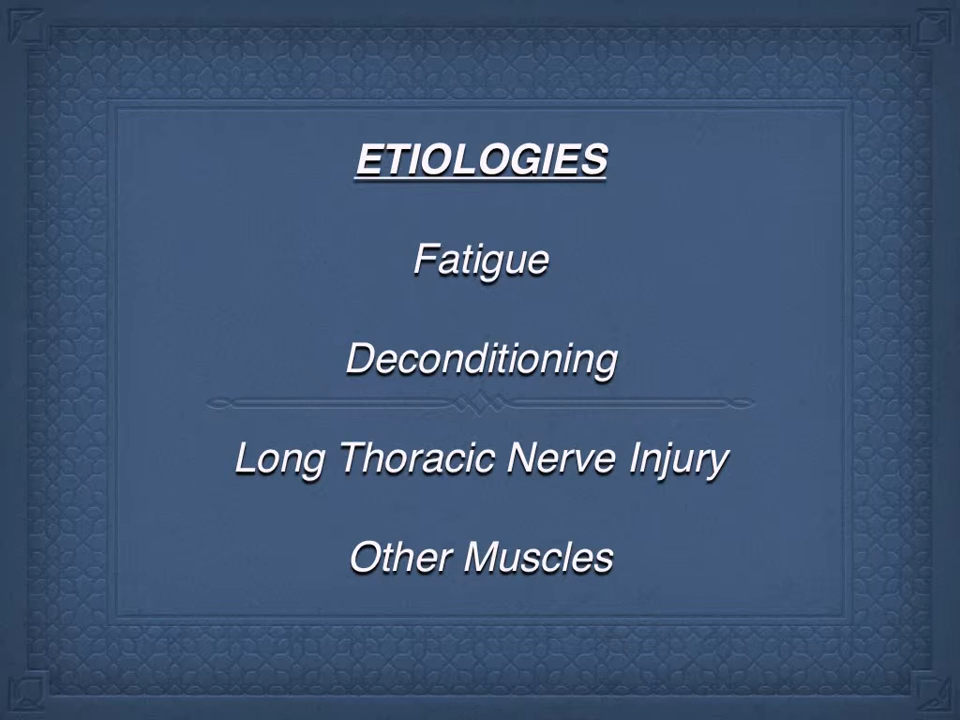 ETIOLOGIES
Fatigue
Deconditioning
Long Thoracic Nerve Injury
Other Muscles